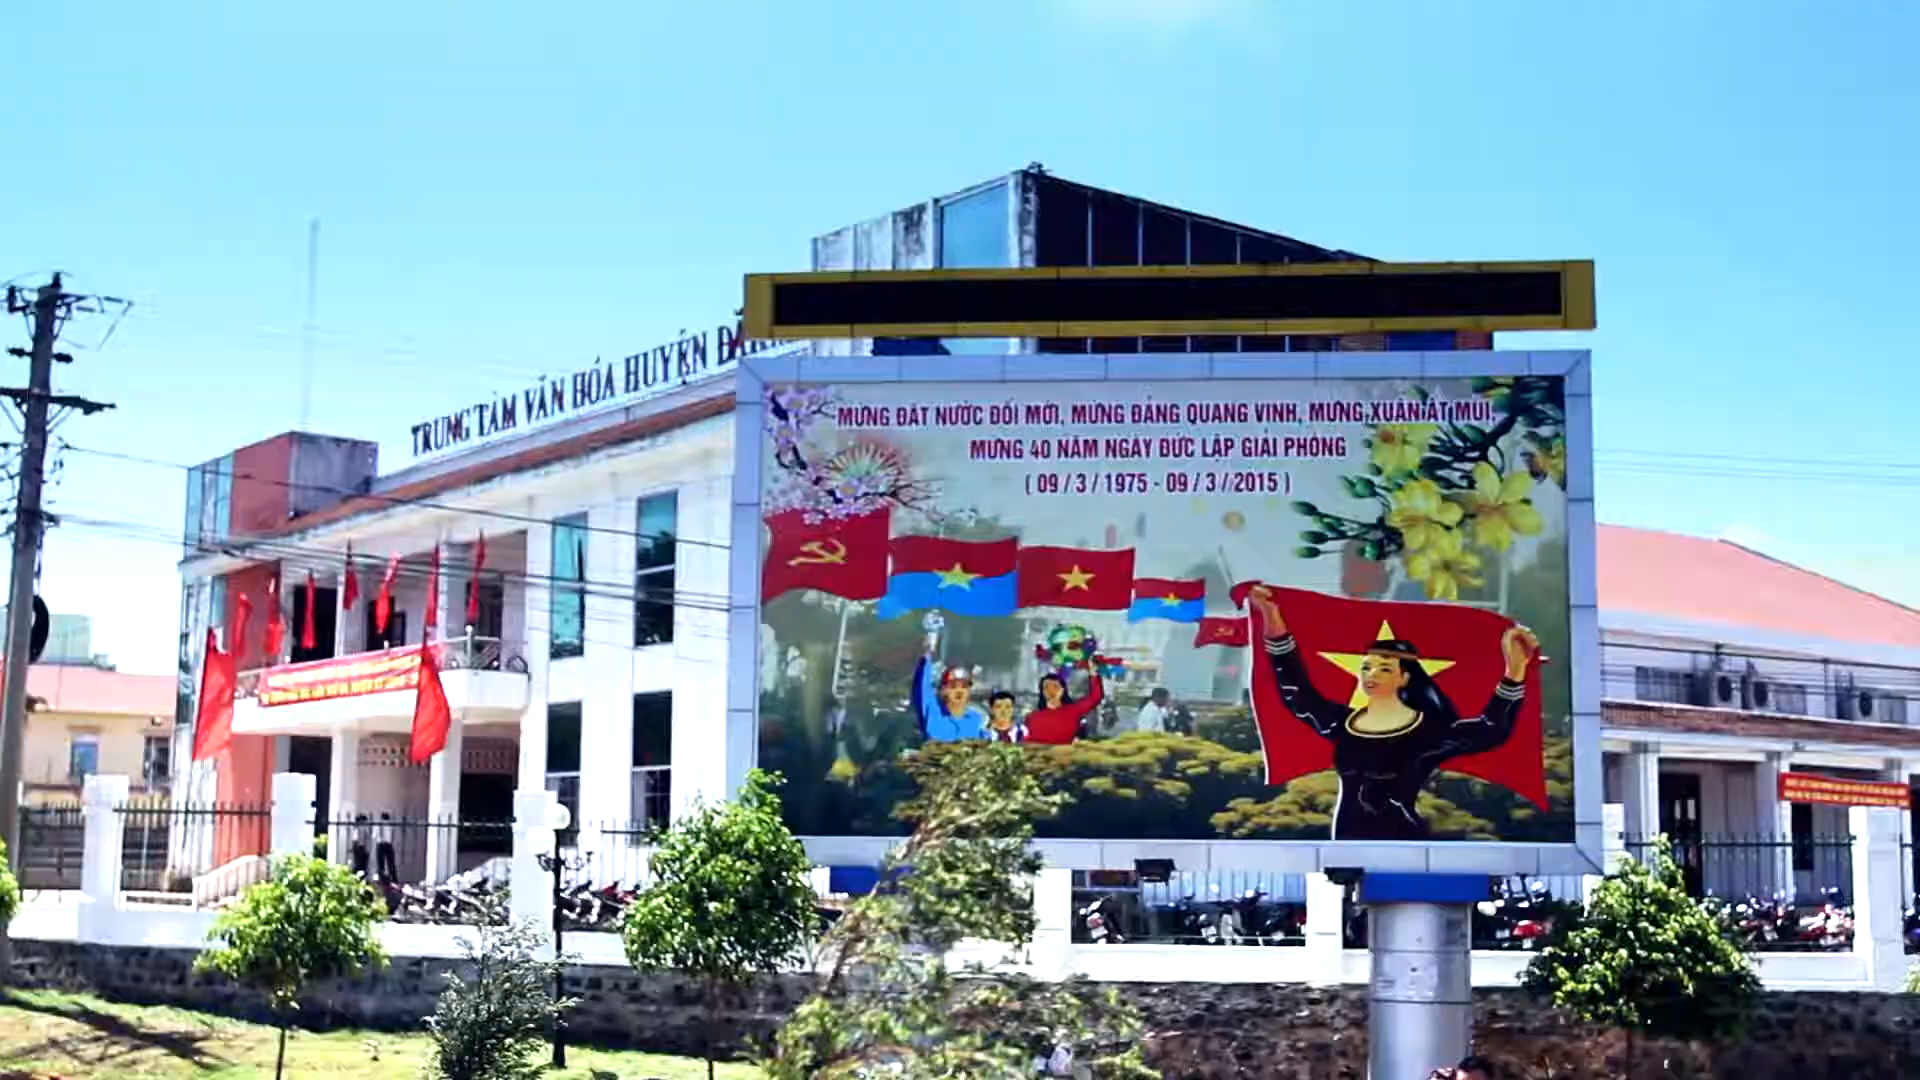 TRUNG TÂM VĂN HÓA HUYỆN
MỪNG ĐẤT NƯỚC ĐỔI MỚI, MỪNG ĐẢNG QUANG VINH, MỪNG XUÂN ẤT MÙI,
MỪNG 40 NĂM NGÀY ĐỨC LẬP GIẢI PHÓNG
( 09 / 3 / 1975 - 09 / 3 / 2015 )